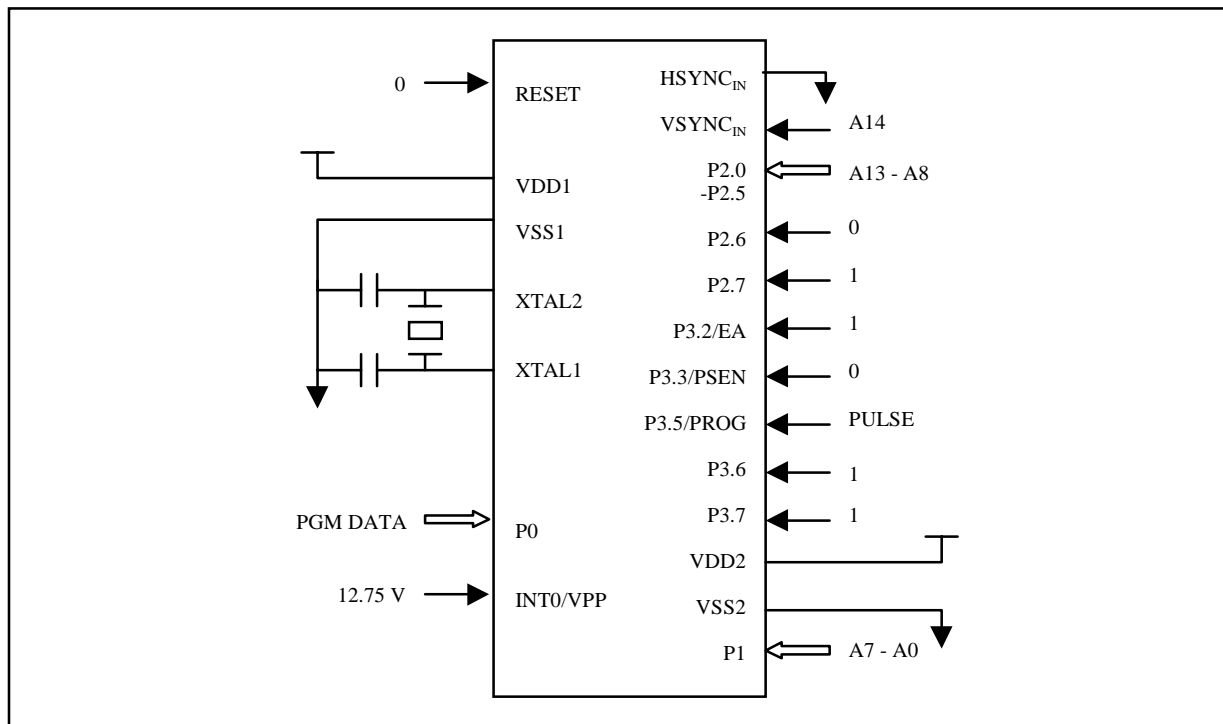 0
RESET
HSYNC_IN
VSYNC_IN
A14
P2.0
-P2.5
A13 - A8
VDD1
VSS1
P2.6
0
P2.7
1
XTAL2
P3.2/EA
1
XTAL1
P3.3/PSEN
0
P3.5/PROG
PULSE
P3.6
1
PGM DATA
P0
P3.7
1
VDD2
12.75 V
INT0/VPP
VSS2
P1
A7 - A0